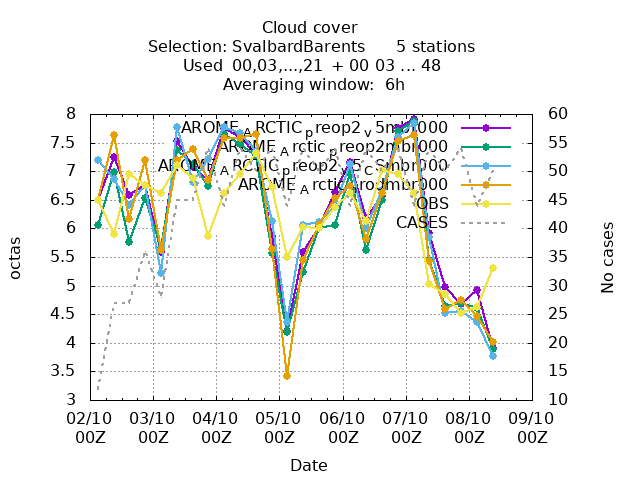 Cloud cover
Selection: SvalbardBarents 5 stations
Used 00,03,...,21 + 00 03 ... 48
Averaging window: 6h
8 60
7.5 55
7 50
6.5 45
6 40
5.5 35
5 30
4.5 25
4 20
3.5 15
3 10
octas
No cases
AROME_ARCTIC_preop2_v5mbr000
AROME_Arctic_preop2mbr000
OBS
CASES
02/10 03/10 04/10 05/10 06/10 07/10 08/10 09/10
00Z 00Z 00Z 00Z 00Z 00Z 00Z 00Z
Date